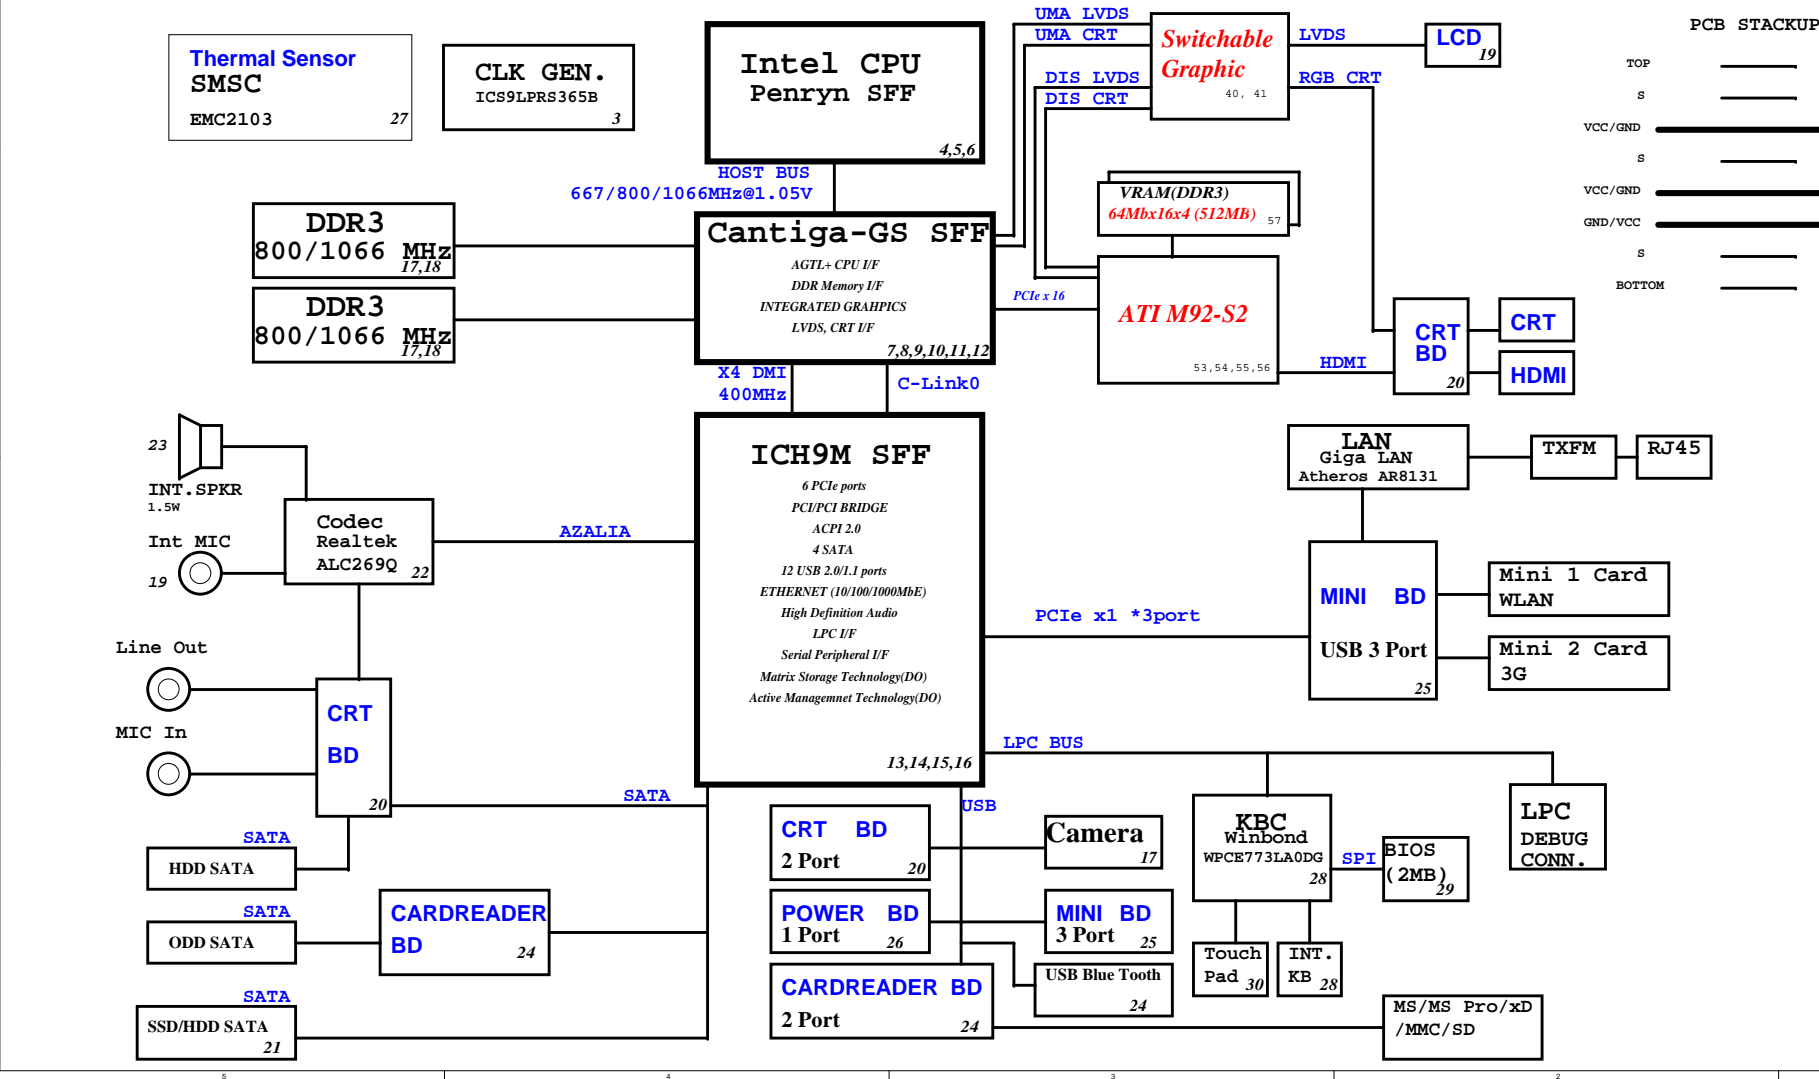 Thermal Sensor
SMSC
EMC2103
27
CLK GEN.
ICS9LPRS365B
3
Intel CPU
Penryn SFF
4,5,6
UMA LVDS
UMA CRT
DIS LVDS
DIS CRT
Switchable
Graphic
40, 41
LVDS
RGB CRT
LCD
19
PCB STACKUP
TOP
S
VCC/GND
S
VCC/GND
GND/VCC
S
BOTTOM
HOST BUS
667/800/1066MHz@1.05V
DDR3
800/1066 MHz
17,18
DDR3
800/1066 MHz
17,18
Cantiga-GS SFF
AGTL+ CPU I/F
DDR Memory I/F
INTEGRATED GRAHPICS
LVDS, CRT I/F
7,8,9,10,11,12
VRAM(DDR3)
64Mbx16x4 (512MB)
57
PCIe x 16
ATI M92-S2
53,54,55,56
HDMI
CRT
BD
20
CRT
HDMI
X4 DMI
400MHz
C-Link0
23
INT.SPKR
1.5W
Int MIC
19
Codec
Realtek
ALC269Q
22
AZALIA
ICH9M SFF
6 PCIe ports
PCI/PCI BRIDGE
ACPI 2.0
4 SATA
12 USB 2.0/1.1 ports
ETHERNET (10/100/1000MbE)
High Definition Audio
LPC I/F
Serial Peripheral I/F
Matrix Storage Technology(DO)
Active Managemnet Technology(DO)
13,14,15,16
LAN
Giga LAN
Atheros AR8131
TXFM
RJ45
PCIe x1 *3port
MINI BD
USB 3 Port
25
Mini 1 Card
WLAN
Mini 2 Card
3G
Line Out
MIC In
CRT
BD
20
SATA
LPC BUS
SATA
HDD SATA
SATA
ODD SATA
CARDREADER
BD
24
SATA
SSD/HDD SATA
21
USB
CRT BD
2 Port
20
Camera
17
POWER BD
1 Port
26
MINI BD
3 Port
25
CARDREADER BD
2 Port
24
USB Blue Tooth
24
KBC
Winbond
WPCE773LA0DG
28
SPI
BIOS
(2MB)
29
LPC
DEBUG
CONN.
Touch
Pad
30
INT.
KB
28
MS/MS Pro/xD
/MMC/SD
5
4
3
2